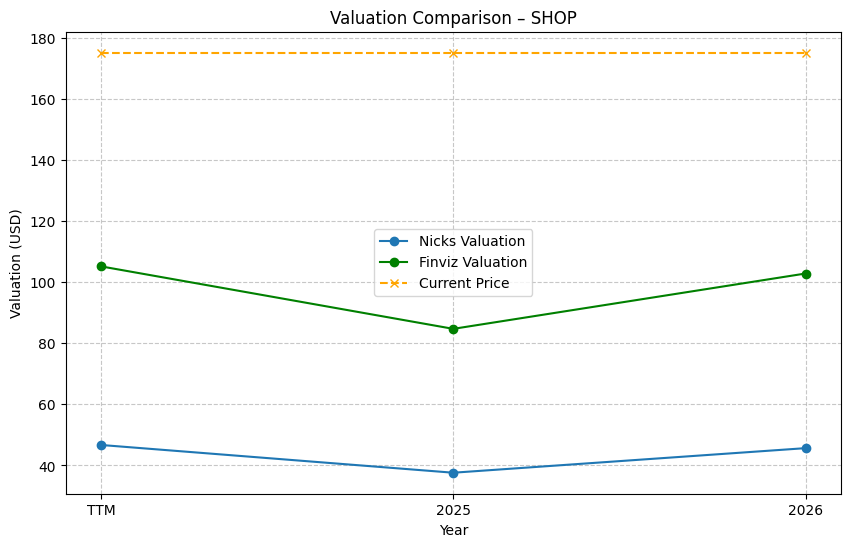 Valuation Comparison – SHOP
Valuation (USD)
180
160
140
120
100
80
60
40
Nicks Valuation
Finviz Valuation
Current Price
TTM
2025
2026
Year